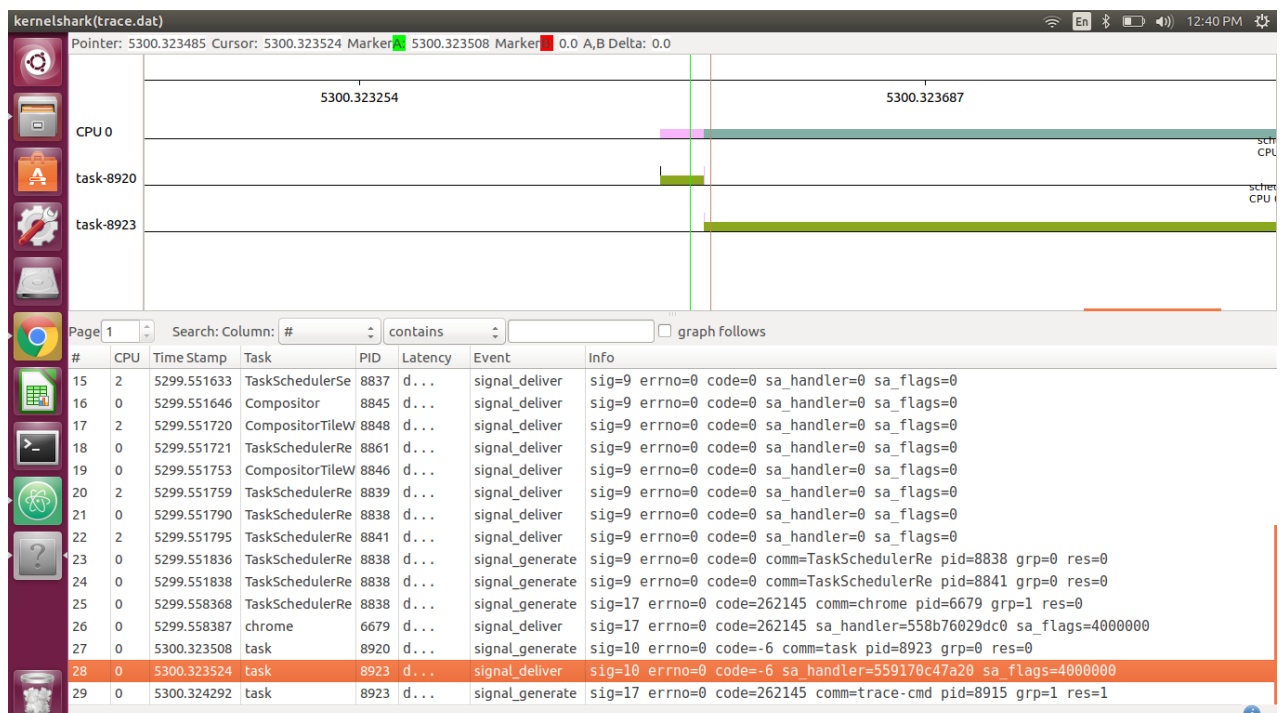 kernelshark(trace.dat) En 12:40 PM
Pointer: 5300.323485 Cursor: 5300.323524 MarkerA: 5300.323508 Marker 0.0 A,B Delta: 0.0
5300.323254 5300.323687
CPU 0
CPU
task-8920
CPU
task-8923
Page 1 Search: Column: # contains graph follows
# CPU Time Stamp Task PID Latency Event Info
15 2 5299.551633 TaskSchedulerSe 8837 d... signal_deliver sig=9 errno=0 code=0 sa_handler=0 sa_flags=0
16 0 5299.551646 Compositor 8845 d... signal_deliver sig=9 errno=0 code=0 sa_handler=0 sa_flags=0
17 2 5299.551720 CompositorTileW 8848 d... signal_deliver sig=9 errno=0 code=0 sa_handler=0 sa_flags=0
18 0 5299.551721 TaskSchedulerRe 8861 d... signal_deliver sig=9 errno=0 code=0 sa_handler=0 sa_flags=0
19 0 5299.551753 CompositorTileW 8846 d... signal_deliver sig=9 errno=0 code=0 sa_handler=0 sa_flags=0
20 2 5299.551759 TaskSchedulerRe 8839 d... signal_deliver sig=9 errno=0 code=0 sa_handler=0 sa_flags=0
21 0 5299.551790 TaskSchedulerRe 8838 d... signal_deliver sig=9 errno=0 code=0 sa_handler=0 sa_flags=0
22 2 5299.551795 TaskSchedulerRe 8841 d... signal_deliver sig=9 errno=0 code=0 sa_handler=0 sa_flags=0
23 0 5299.551836 TaskSchedulerRe 8838 d... signal_generate sig=9 errno=0 code=0 comm=TaskSchedulerRe pid=8838 grp=0 res=0
24 0 5299.551838 TaskSchedulerRe 8838 d... signal_generate sig=9 errno=0 code=0 comm=TaskSchedulerRe pid=8841 grp=0 res=0
25 0 5299.558368 TaskSchedulerRe 8838 d... signal_generate sig=17 errno=0 code=262145 comm=chrome pid=6679 grp=1 res=0
26 0 5299.558387 chrome 6679 d... signal_deliver sig=17 errno=0 code=262145 sa_handler=558b76029dc0 sa_flags=4000000
27 0 5300.323508 task 8920 d... signal_generate sig=10 errno=0 code=-6 comm=task pid=8923 grp=0 res=0
28 0 5300.323524 task 8923 d... signal_deliver sig=10 errno=0 code=-6 sa_handler=559170c47a20 sa_flags=4000000
29 0 5300.324292 task 8923 d... signal_generate sig=17 errno=0 code=262145 comm=trace-cmd pid=8915 grp=1 res=1